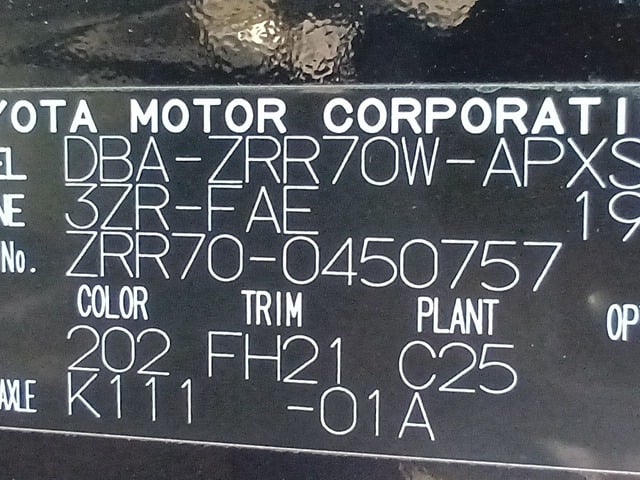 YOTA MOTOR CORPORATI
EL DBA-ZRR70W-APXS
NE 3ZR-FAE 19
No. ZRR70-0450757
COLOR TRIM PLANT OP
202 FH21 C25
AXLE K111 -01A